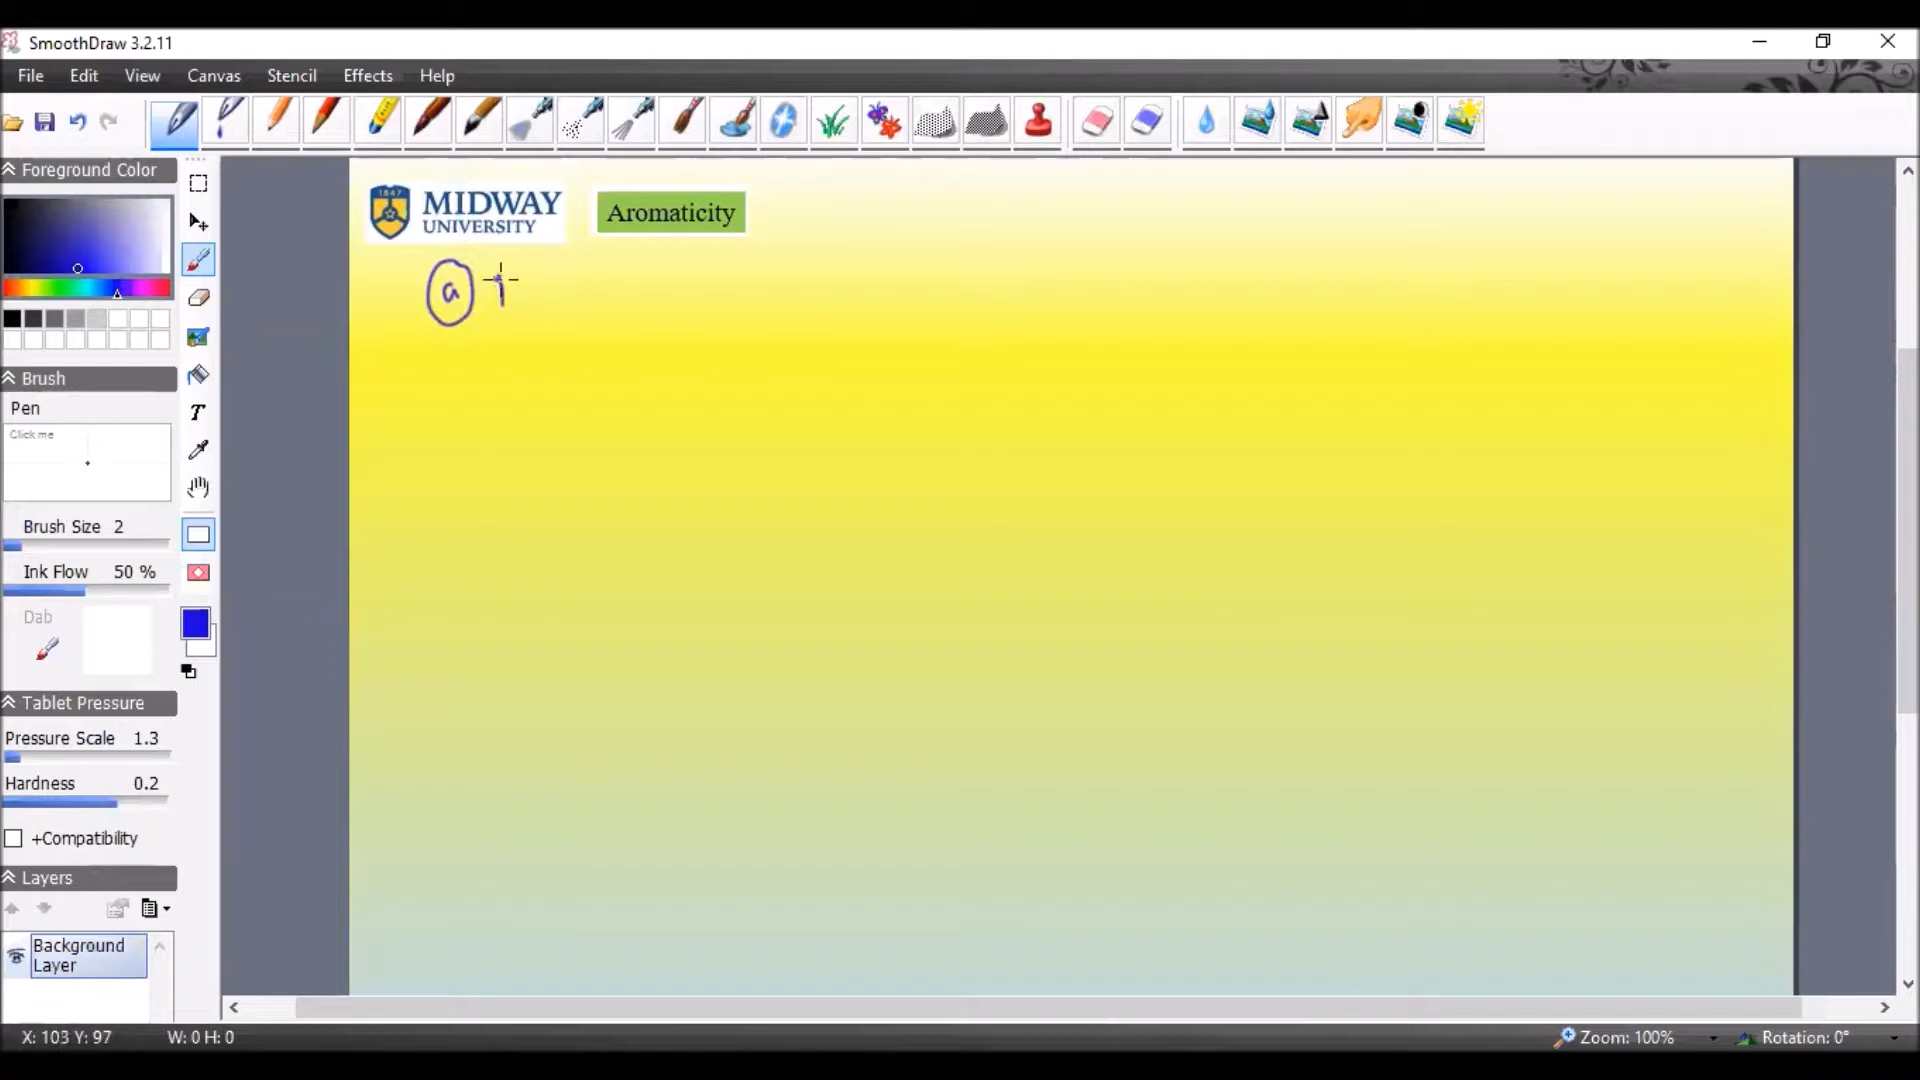 SmoothDraw 3.2.11
File Edit View Canvas Stencil Effects Help
Foreground Color
1847
MIDWAY
UNIVERSITY
Aromaticity
a
Brush
Pen
Click me
Brush Size 2
Ink Flow 50 %
Dab
Tablet Pressure
Pressure Scale 1.3
Hardness 0.2
+Compatibility
Layers
Background
Layer
X: 103 Y: 97 W: 0 H: 0 Zoom: 100% Rotation: 0°